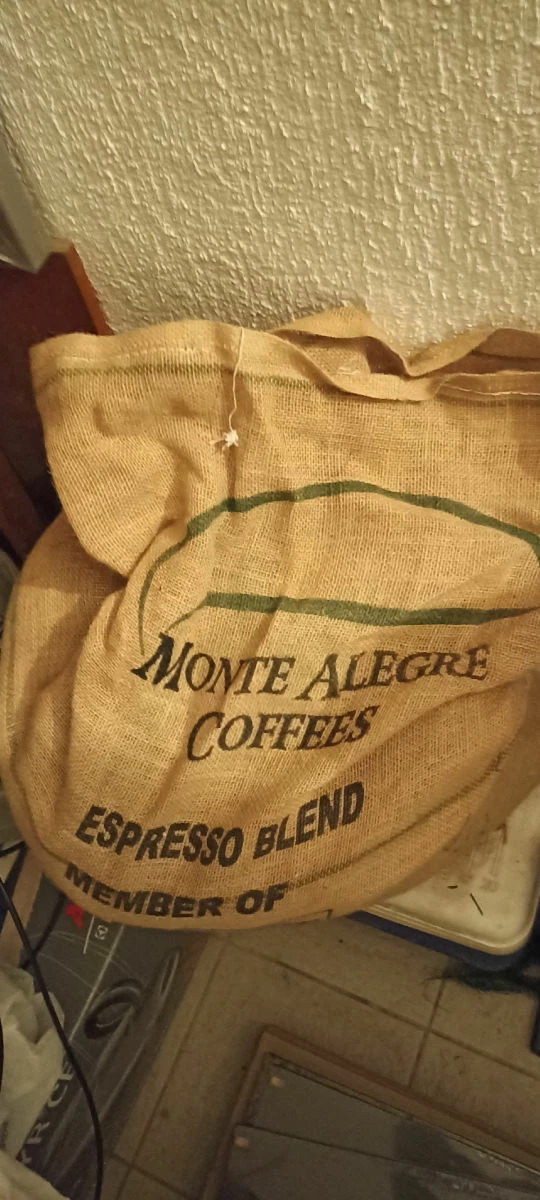 MONTE ALEGRE
COFFEES
ESPRESSO BLEND
MEMBER OF